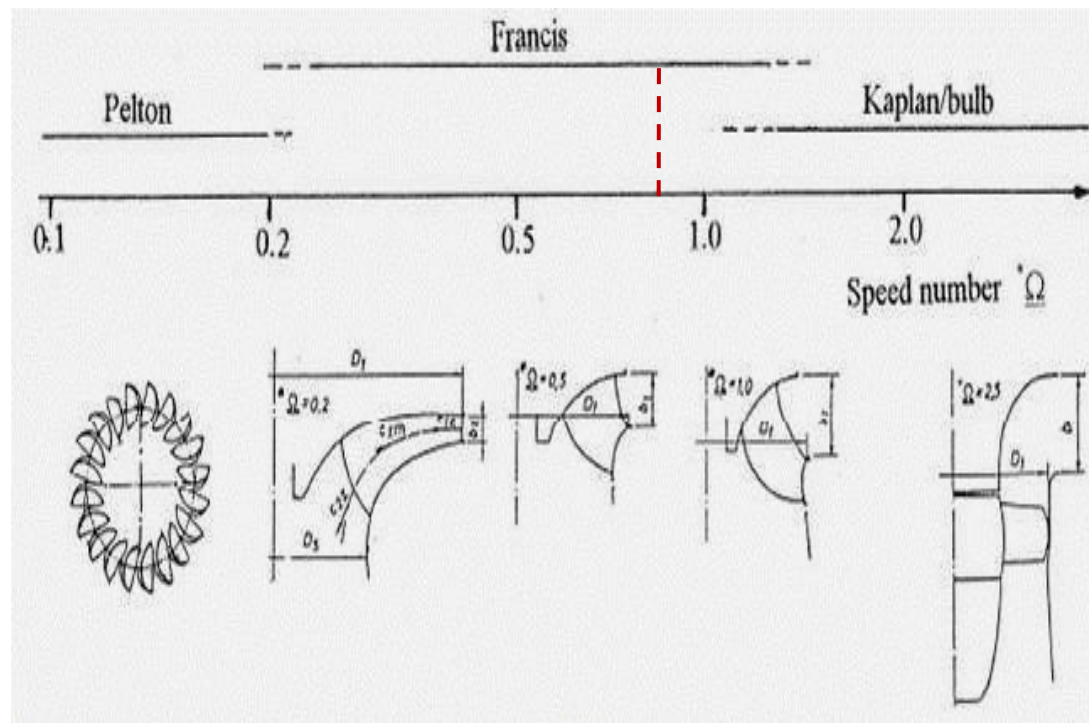 Francis
Pelton
Kaplan/bulb
0.1
0.2
0.5
1.0
2.0
Speed number *Ω
D₁
*Ω=0,2
D₃
*Ω=0,5
D₁
*Ω=1,0
D₁
*Ω=2,5
D₁